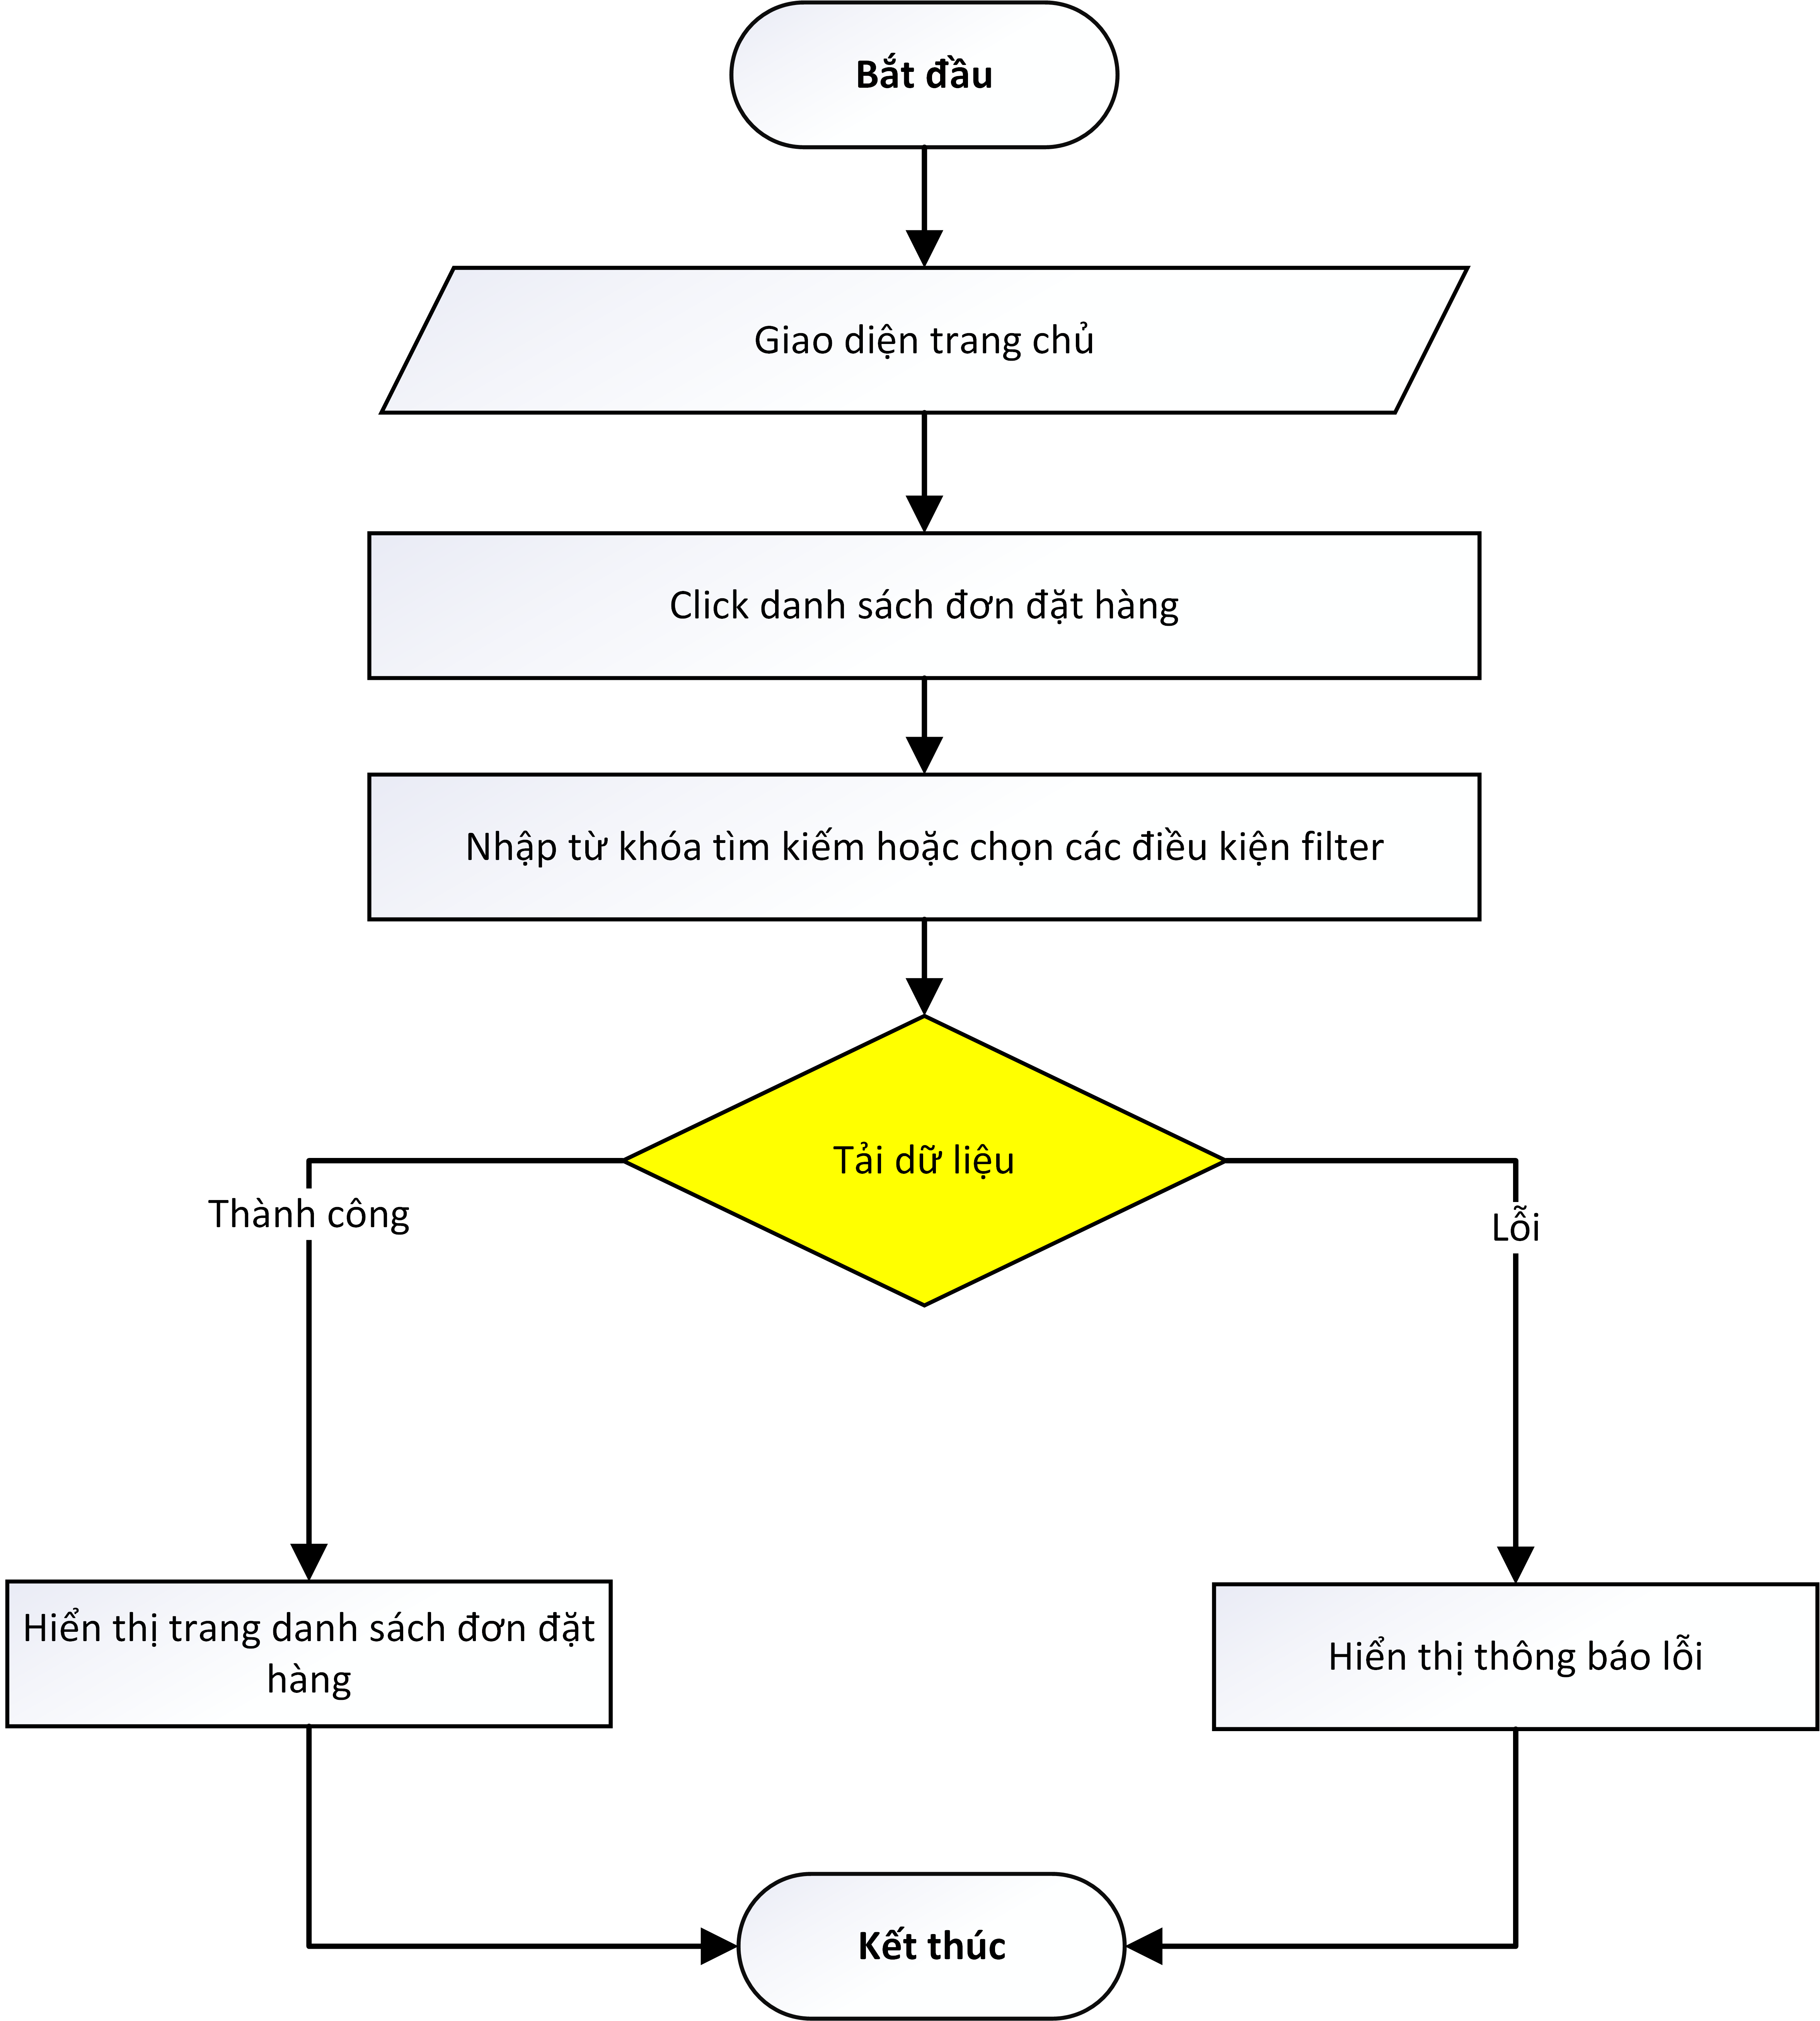 Bắt đầu
Giao diện trang chủ
Click danh sách đơn đặt hàng
Nhập từ khóa tìm kiếm hoặc chọn các điều kiện filter
Tải dữ liệu
Thành công
Lỗi
Hiển thị trang danh sách đơn đặt
hàng
Hiển thị thông báo lỗi
Kết thúc